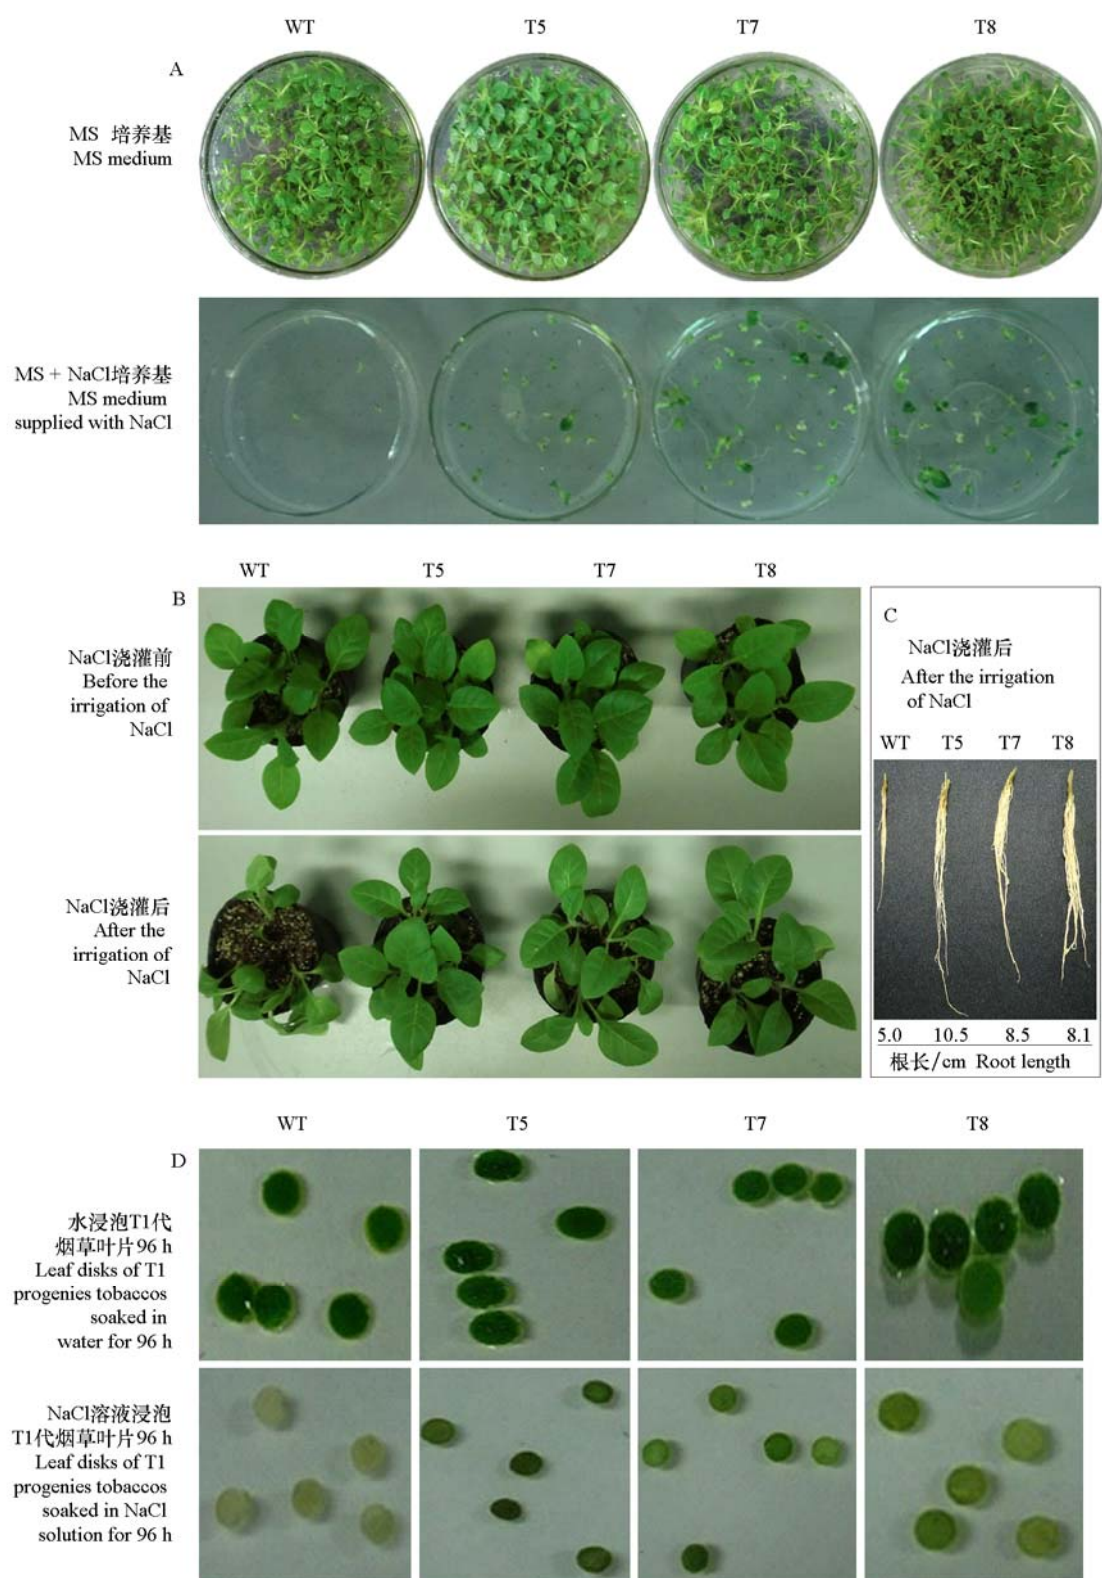 WT T5 T7 T8
A
MS 培养基
MS medium
MS + NaCl培养基
MS medium
supplied with NaCl
WT T5 T7 T8
B
NaCl浇灌前
Before the
irrigation of
NaCl
NaCl浇灌后
After the
irrigation of
NaCl
C
NaCl浇灌后
After the irrigation
of NaCl
WT T5 T7 T8
5.0 10.5 8.5 8.1
根长/cm Root length
WT T5 T7 T8
D
水浸泡T1代
烟草叶片96 h
Leaf disks of T1
progenies tobaccos
soaked in
water for 96 h
NaCl溶液浸泡
T1代烟草叶片96 h
Leaf disks of T1
progenies tobaccos
soaked in NaCl
solution for 96 h